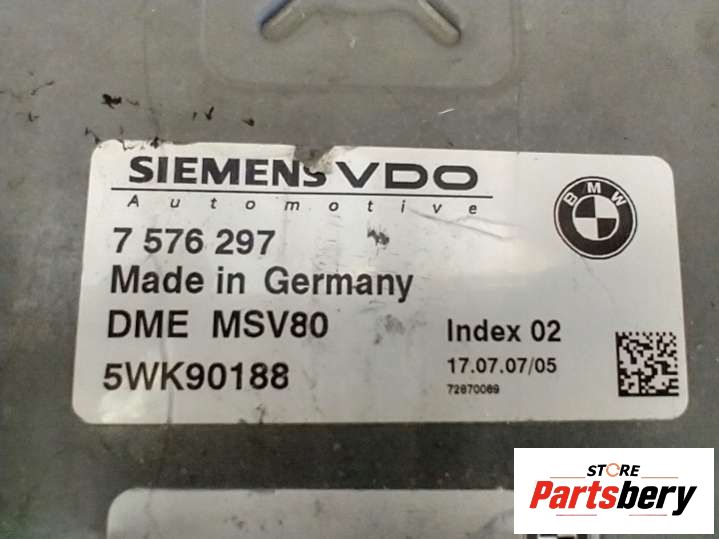 SIEMENS VDO
Automotive
BMW
7 576 297
Made in Germany
DME MSV80
Index 02
5WK90188
17.07.07/05
72870089
STORE
Partsbery